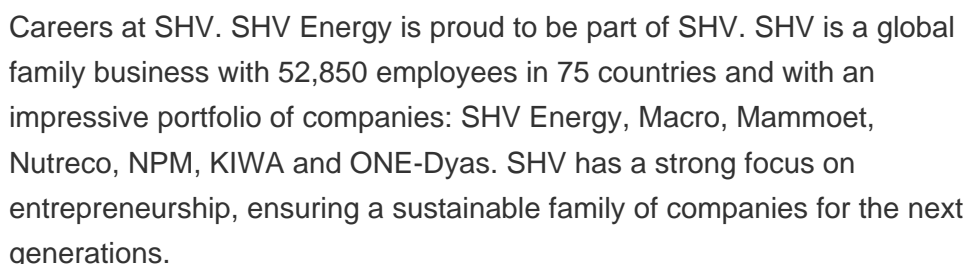 Careers at SHV. SHV Energy is proud to be part of SHV. SHV is a global
family business with 52,850 employees in 75 countries and with an
impressive portfolio of companies: SHV Energy, Macro, Mammoet,
Nutreco, NPM, KIWA and ONE-Dyas. SHV has a strong focus on
entrepreneurship, ensuring a sustainable family of companies for the next
generations.